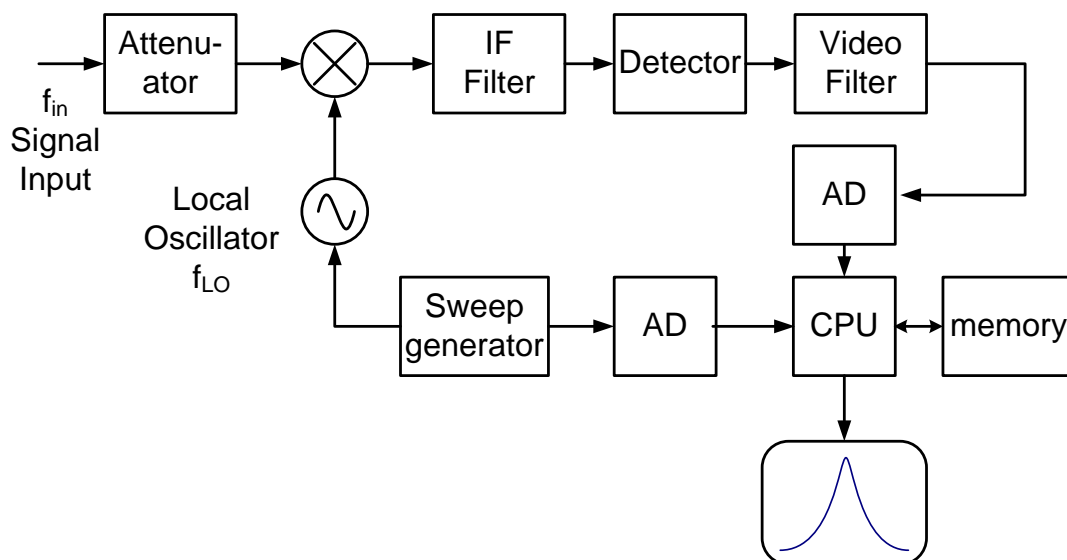 Attenu-
ator
IF
Filter
Detector
Video
Filter
f_in
Signal
Input
AD
Local
Oscillator
f_LO
Sweep
generator
AD
CPU
memory